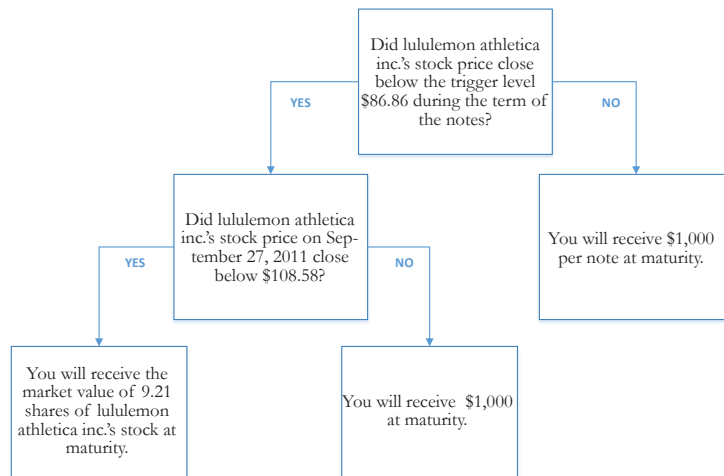 Did lululemon athletica
inc.'s stock price close
below the trigger level
$86.86 during the term of
the notes?
YES
NO
Did lululemon athletica
inc.'s stock price on Sep-
tember 27, 2011 close
below $108.58?
You will receive $1,000
per note at maturity.
YES
NO
You will receive the
market value of 9.21
shares of lululemon
athletica inc.'s stock at
maturity.
You will receive $1,000
at maturity.